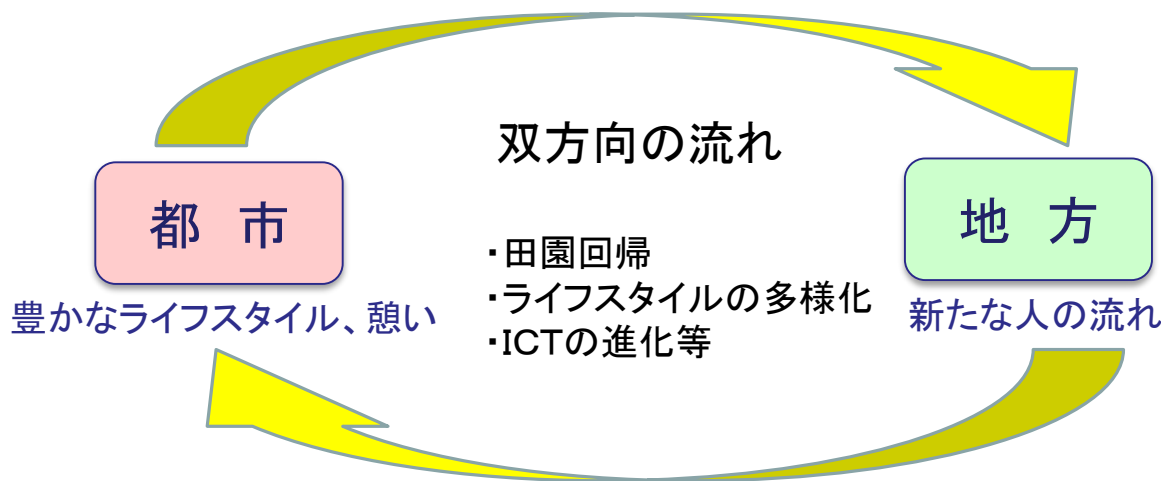 双方向の流れ
都　市
地　方
・田園回帰
・ライフスタイルの多様化
・ICTの進化等
豊かなライフスタイル、憩い
新たな人の流れ